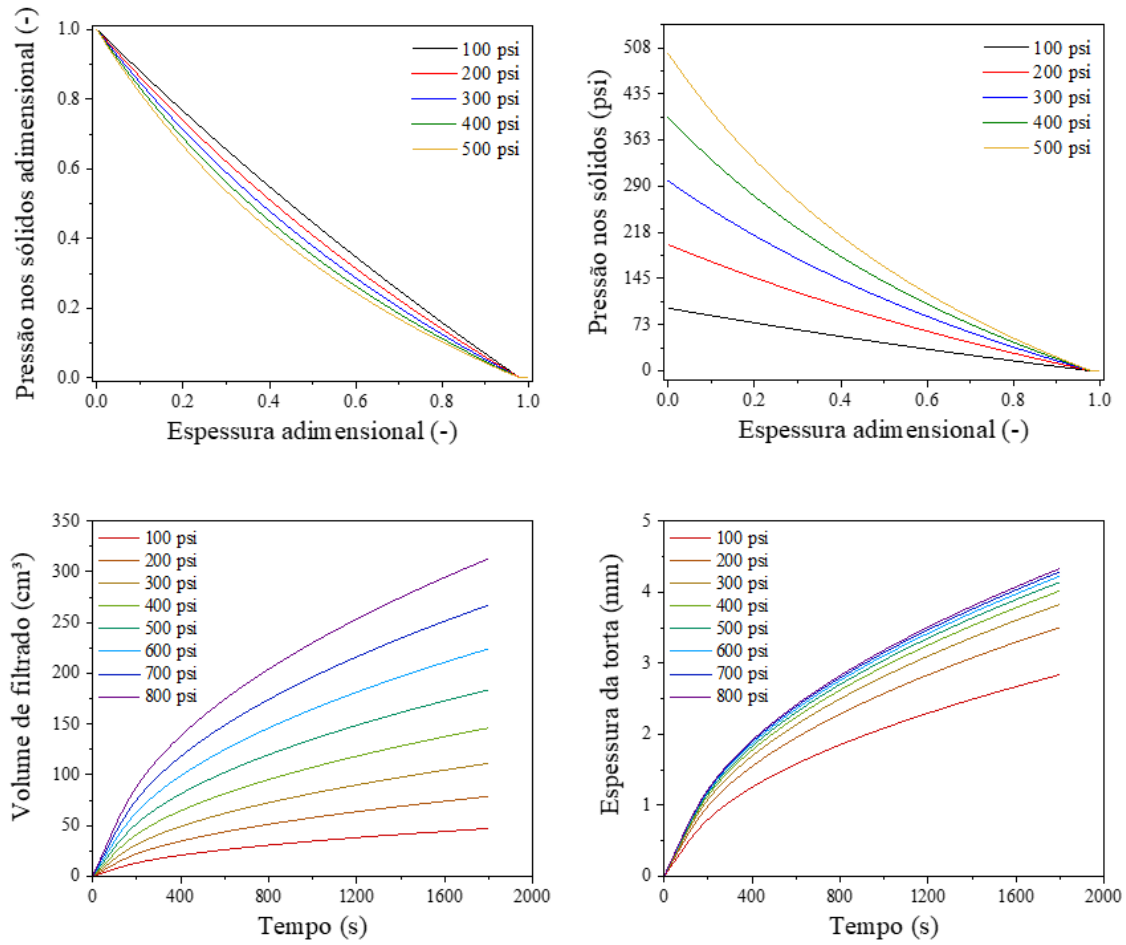 Pressão nos sólidos adimensional (-)
1.0
0.8
0.6
0.4
0.2
0.0
100 psi
200 psi
300 psi
400 psi
500 psi
0.0 0.2 0.4 0.6 0.8 1.0
Espessura adimensional (-)
Pressão nos sólidos (psi)
508
435
363
290
218
145
73
0
100 psi
200 psi
300 psi
400 psi
500 psi
0.0 0.2 0.4 0.6 0.8 1.0
Espessura adimensional (-)
Volume de filtrado (cm³)
350
300
250
200
150
100
50
0
100 psi
200 psi
300 psi
400 psi
500 psi
600 psi
700 psi
800 psi
0 400 800 1200 1600 2000
Tempo (s)
Espessura da torta (mm)
5
4
3
2
1
0
100 psi
200 psi
300 psi
400 psi
500 psi
600 psi
700 psi
800 psi
0 400 800 1200 1600 2000
Tempo (s)